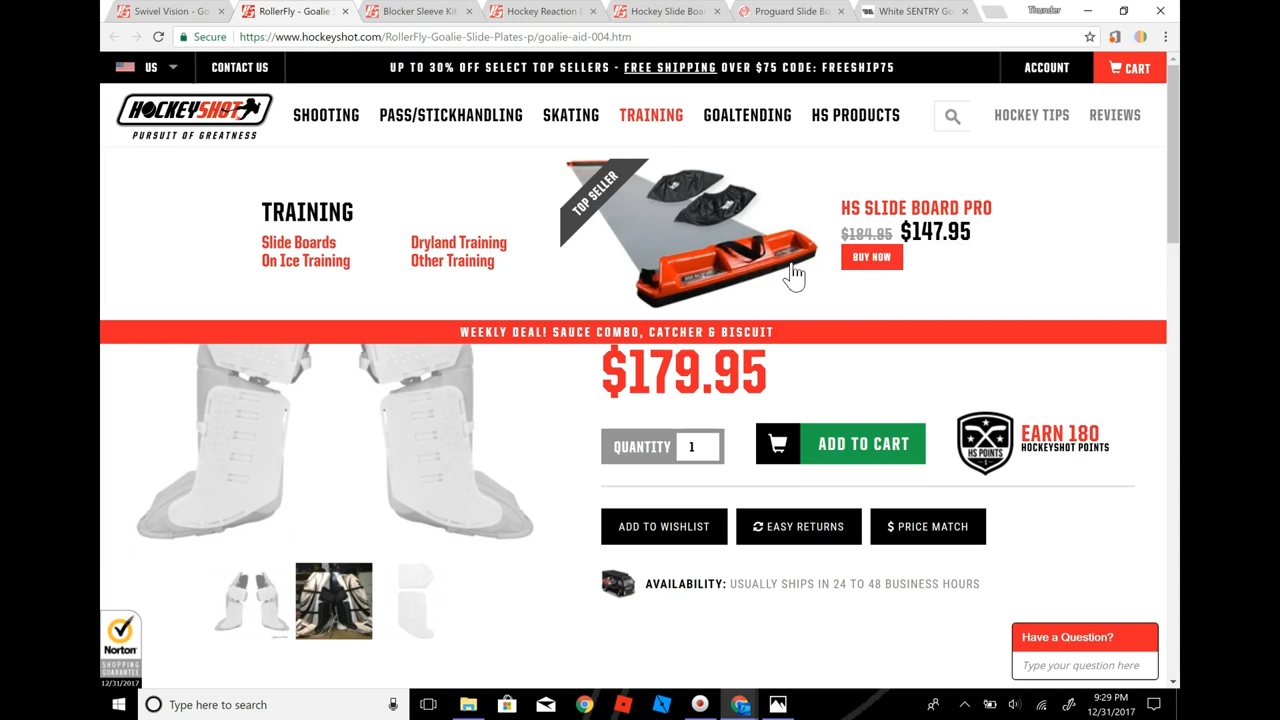 Swivel Vision - Go
RollerFly - Goalie S
Blocker Sleeve Kit
Hockey Reaction
Hockey Slide Boar
Proguard Slide Bo
White SENTRY Go
Thunder
Secure
https://www.hockeyshot.com/RollerFly-Goalie-Slide-Plates-p/goalie-aid-004.htm
US
CONTACT US
UP TO 30% OFF SELECT TOP SELLERS - FREE SHIPPING OVER $75 CODE: FREESHIP75
ACCOUNT
CART
HOCKEYSHOT
PURSUIT OF GREATNESS
SHOOTING
PASS/STICKHANDLING
SKATING
TRAINING
GOALTENDING
HS PRODUCTS
HOCKEY TIPS
REVIEWS
TRAINING
Slide Boards
On Ice Training
Dryland Training
Other Training
TOP SELLER
HS SLIDE BOARD PRO
$184.95 $147.95
BUY NOW
WEEKLY DEAL! SAUCE COMBO, CATCHER & BISCUIT
$179.95
QUANTITY 1
ADD TO CART
HS POINTS
EARN 180
HOCKEYSHOT POINTS
ADD TO WISHLIST
EASY RETURNS
$ PRICE MATCH
AVAILABILITY: USUALLY SHIPS IN 24 TO 48 BUSINESS HOURS
Norton
SHOPPING
GUARANTEE
12/31/2017
Have a Question?
Type your question here
Type here to search
9:29 PM
12/31/2017